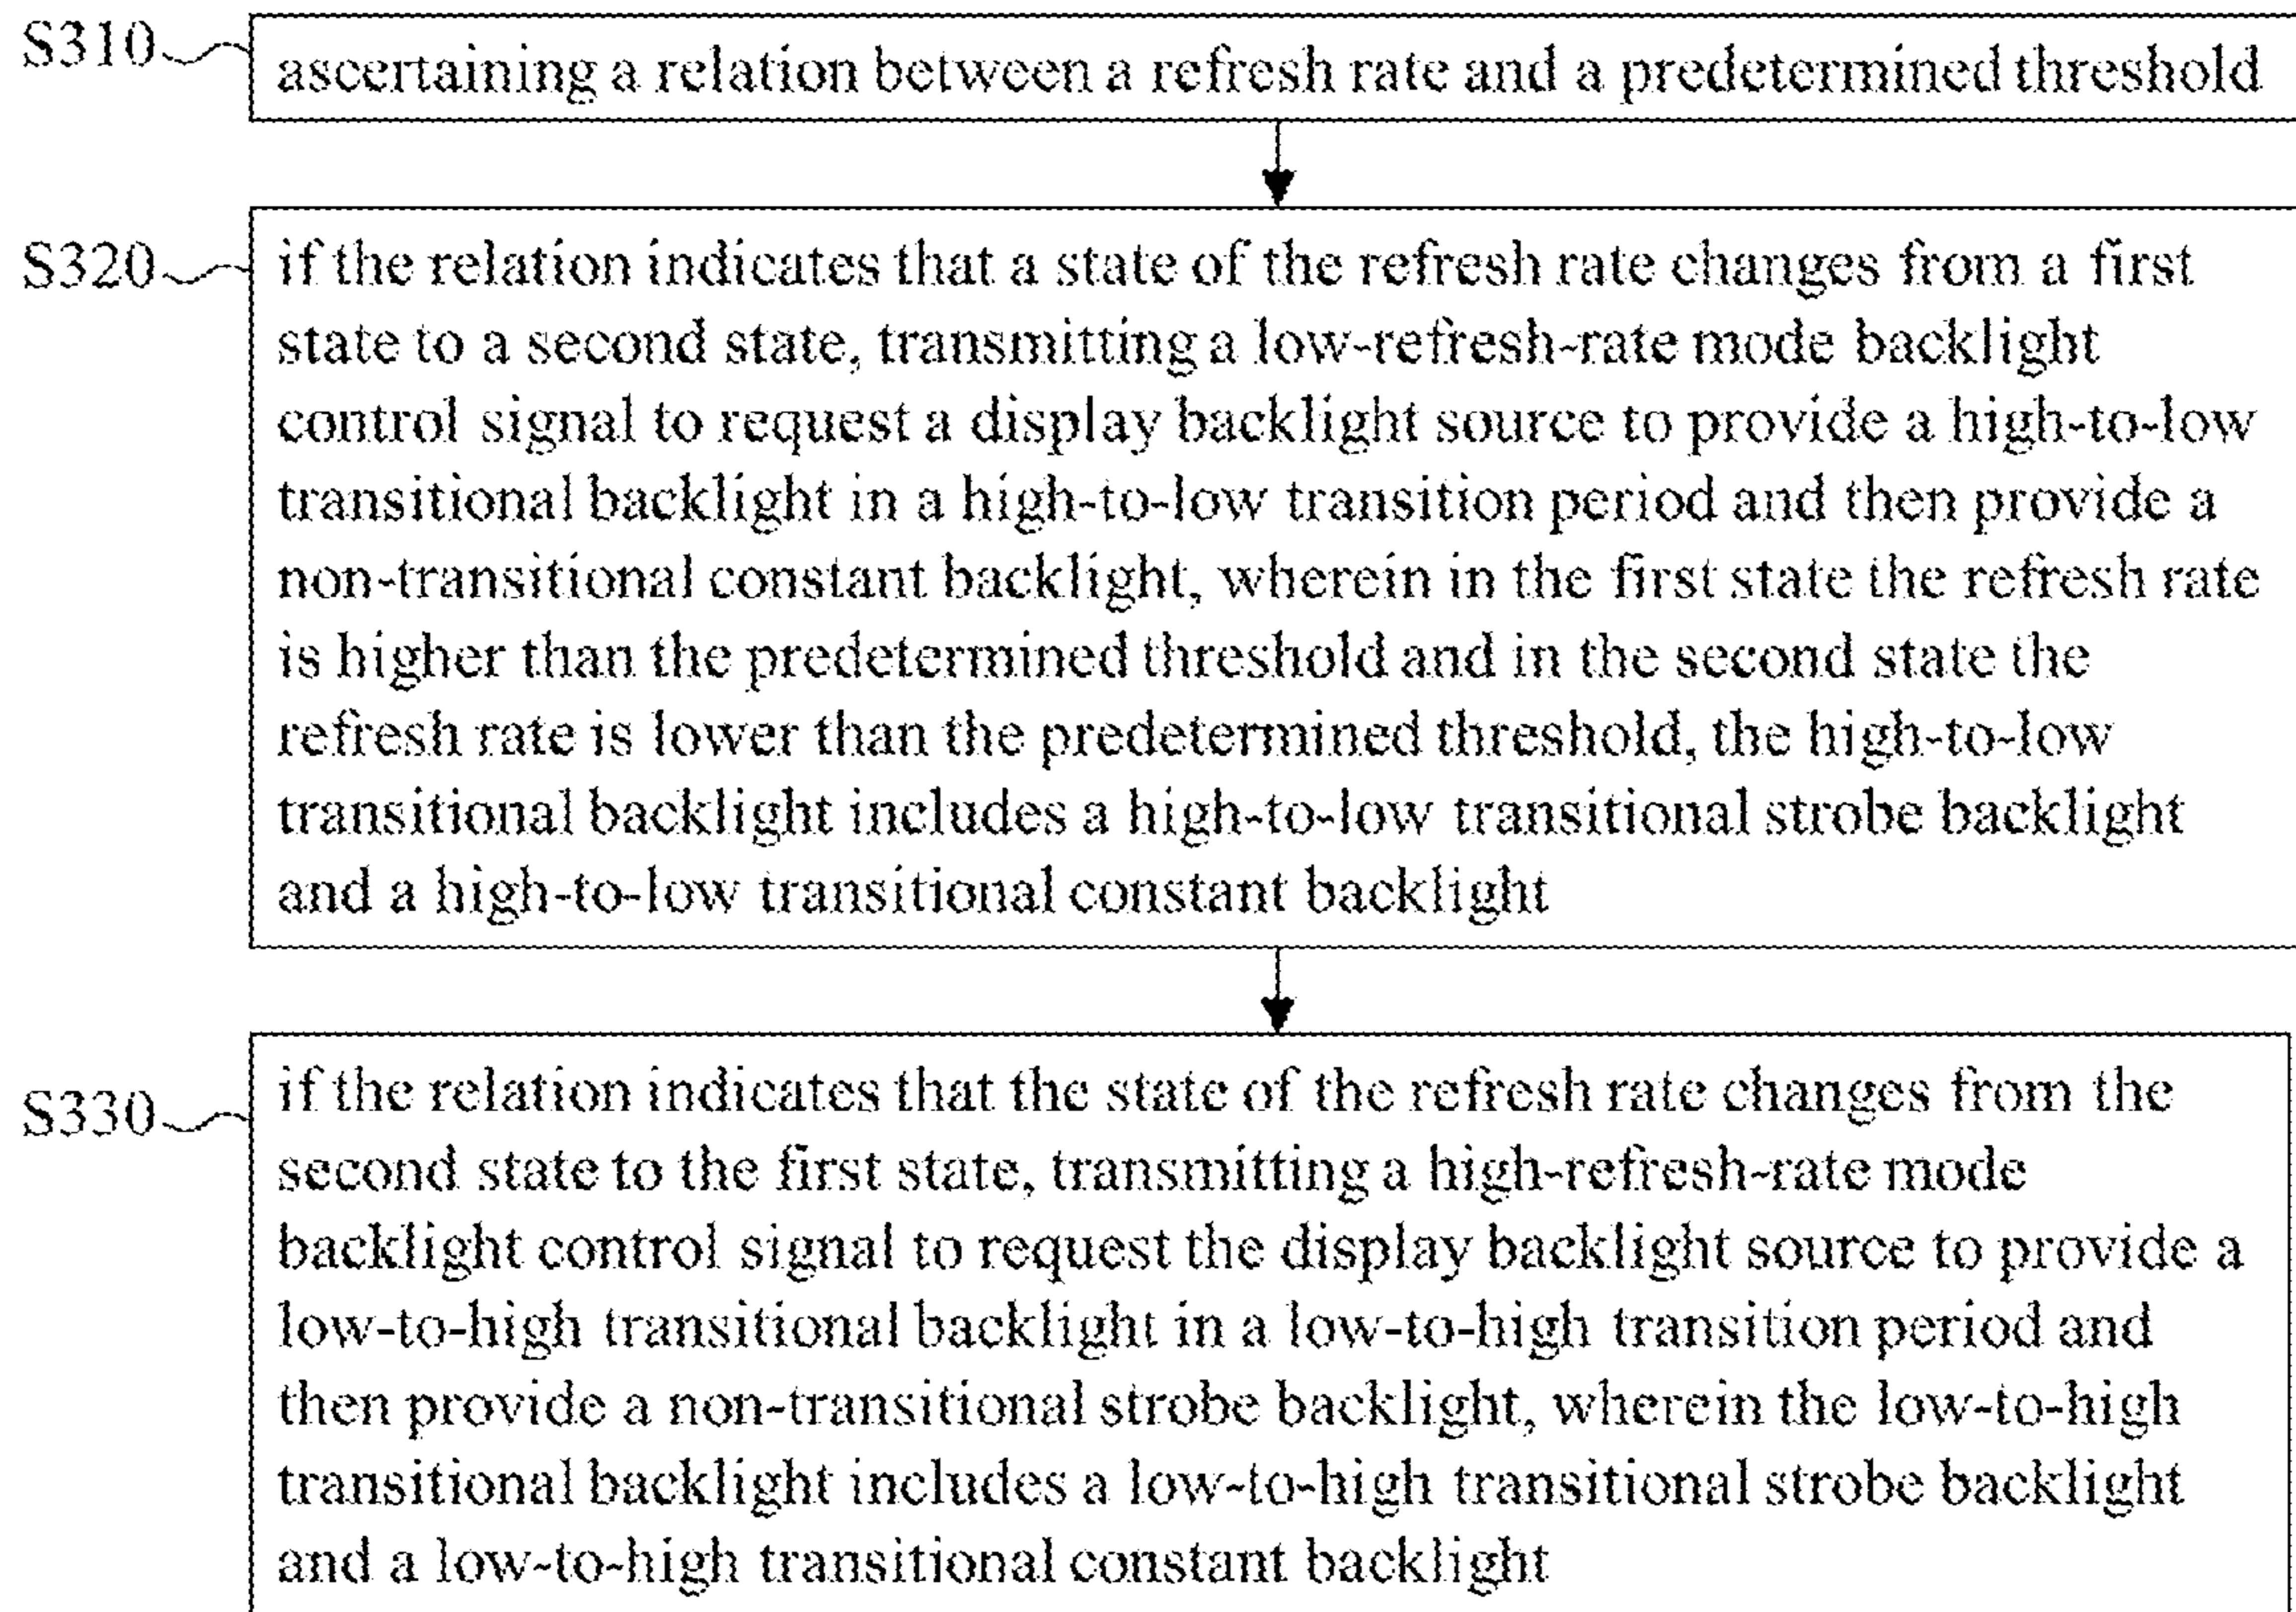 S310
ascertaining a relation between a refresh rate and a predetermined threshold
S320
if the relation indicates that a state of the refresh rate changes from a first
state to a second state, transmitting a low-refresh-rate mode backlight
control signal to request a display backlight source to provide a high-to-low
transitional backlight in a high-to-low transition period and then provide a
non-transitional constant backlight, wherein in the first state the refresh rate
is higher than the predetermined threshold and in the second state the
refresh rate is lower than the predetermined threshold, the high-to-low
transitional backlight includes a high-to-low transitional strobe backlight
and a high-to-low transitional constant backlight
S330
if the relation indicates that the state of the refresh rate changes from the
second state to the first state, transmitting a high-refresh-rate mode
backlight control signal to request the display backlight source to provide a
low-to-high transitional backlight in a low-to-high transition period and
then provide a non-transitional strobe backlight, wherein the low-to-high
transitional backlight includes a low-to-high transitional strobe backlight
and a low-to-high transitional constant backlight